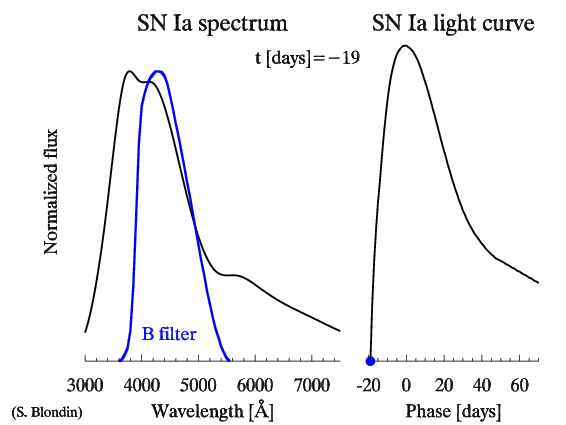 SN Ia spectrum
SN Ia light curve
t [days]=−19
Normalized flux
B filter
3000 4000 5000 6000 7000
-20 0 20 40 60
(S. Blondin)
Wavelength [Å]
Phase [days]